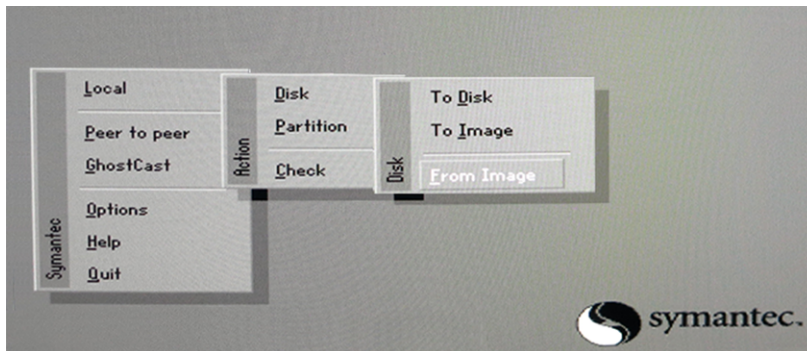 Local
Peer to peer
GhostCast
Options
Help
Quit
Symantec
Disk
Partition
Check
Action
To Disk
To Image
From Image
Disk
symantec.